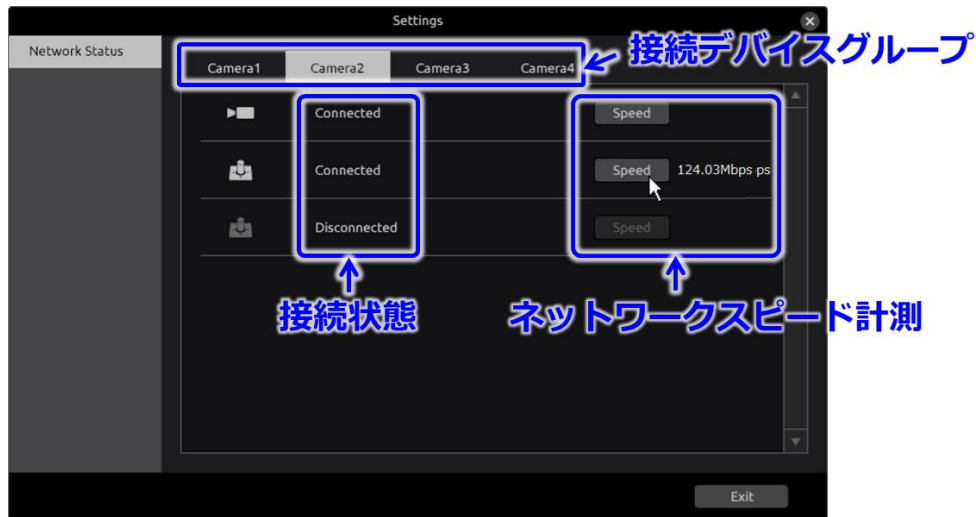 Settings
Network Status
接続デバイスグループ
Camera1 Camera2 Camera3 Camera4
Connected Speed
Connected Speed 124.03Mbps ps
Disconnected Speed
接続状態 ネットワークスピード計測
Exit